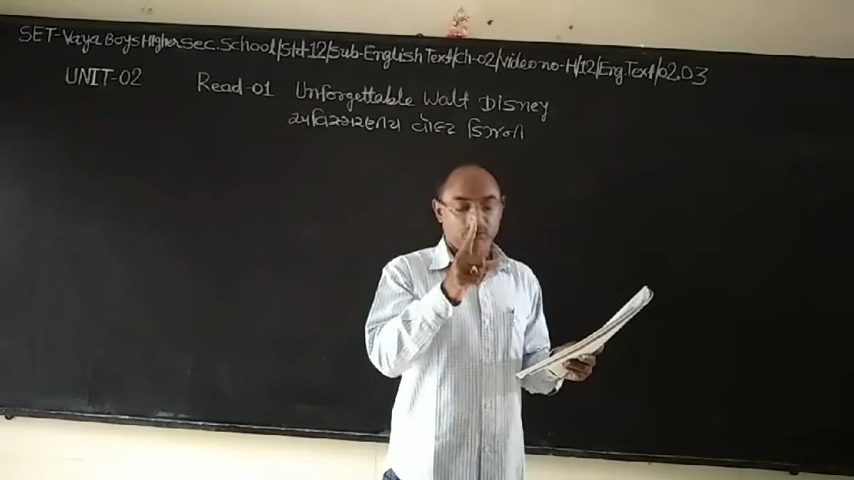 SET-Vaya Boys Higher Sec. School/Std-12/Sub-English Text/Ch-02/Video no-H/12/Eng.Text/02.03
UNIT-02 Read-01 Unforgettable Walt Disney
અવિસ્મરણીય વોલ્ટ ડિઝની